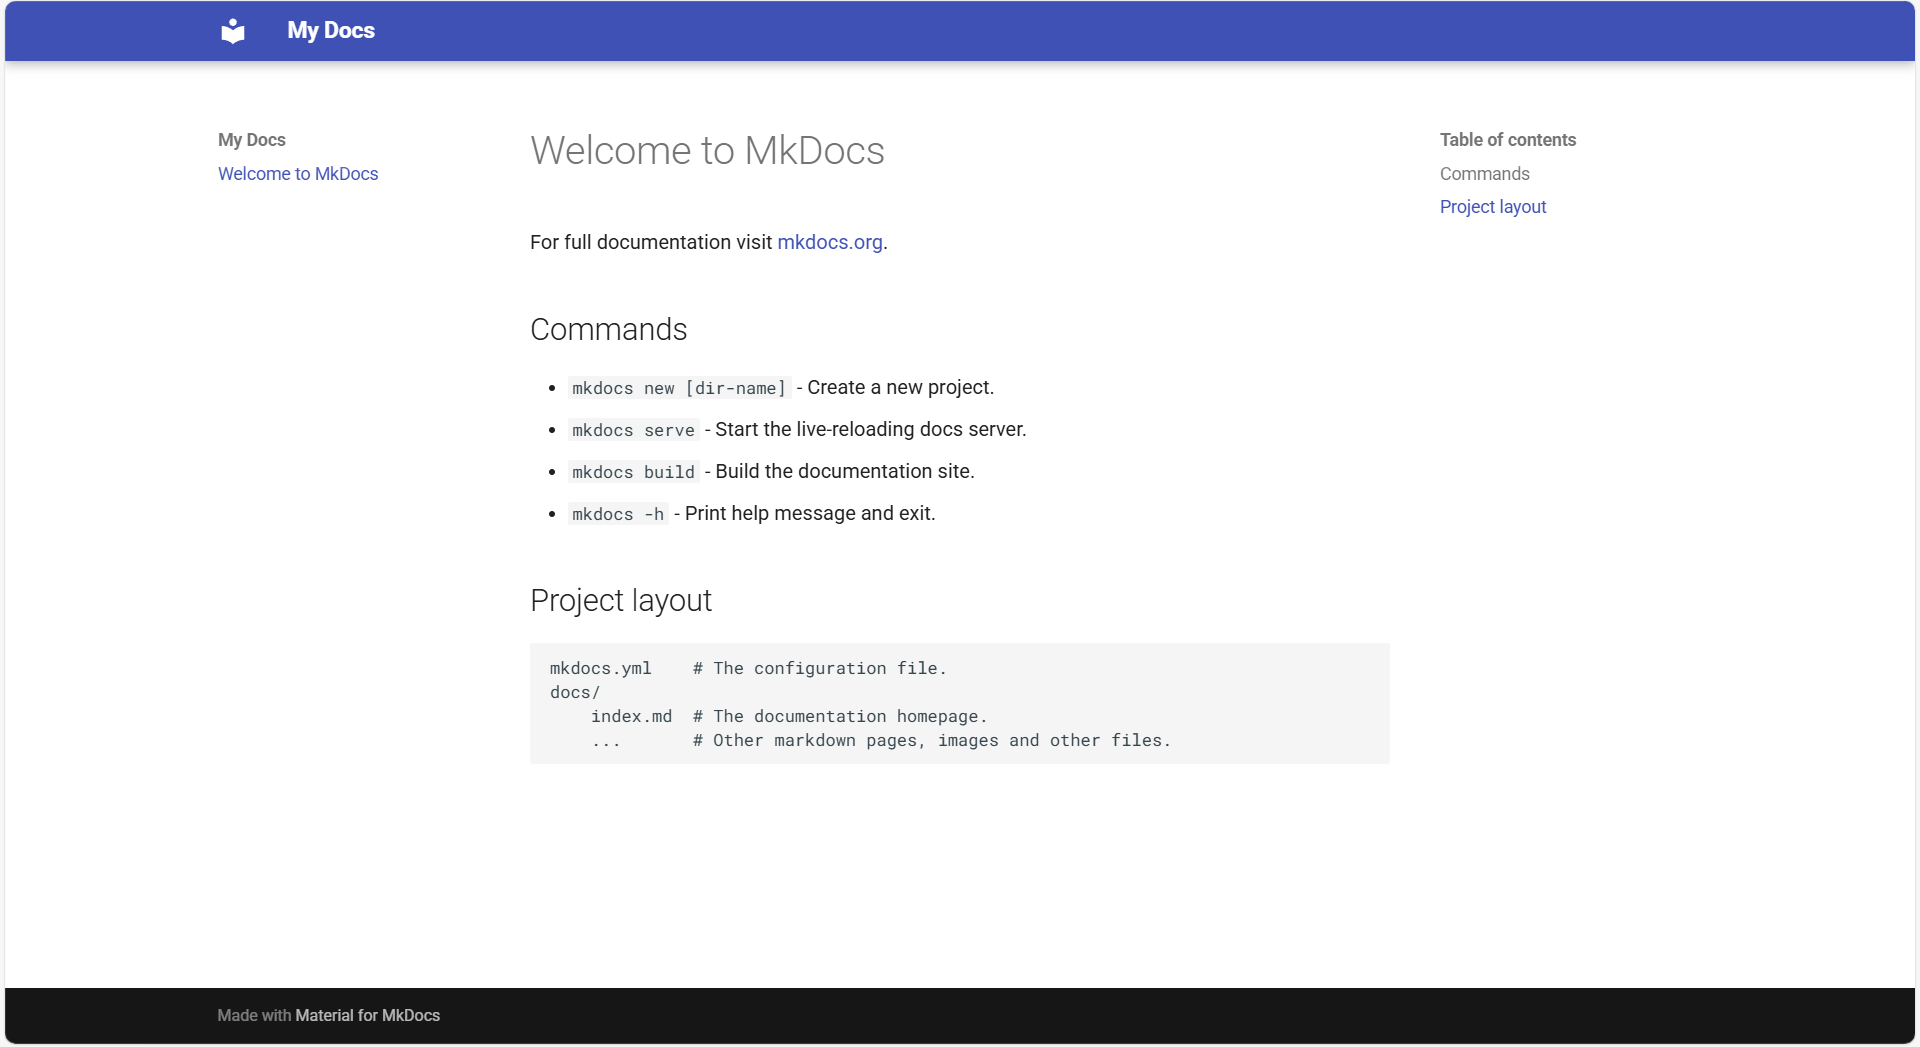 My Docs
My Docs
Welcome to MkDocs
Welcome to MkDocs
For full documentation visit mkdocs.org.
Commands
mkdocs new [dir-name] - Create a new project.
mkdocs serve - Start the live-reloading docs server.
mkdocs build - Build the documentation site.
mkdocs -h - Print help message and exit.
Project layout
mkdocs.yml    # The configuration file.
docs/
    index.md  # The documentation homepage.
    ...       # Other markdown pages, images and other files.
Table of contents
Commands
Project layout
Made with Material for MkDocs